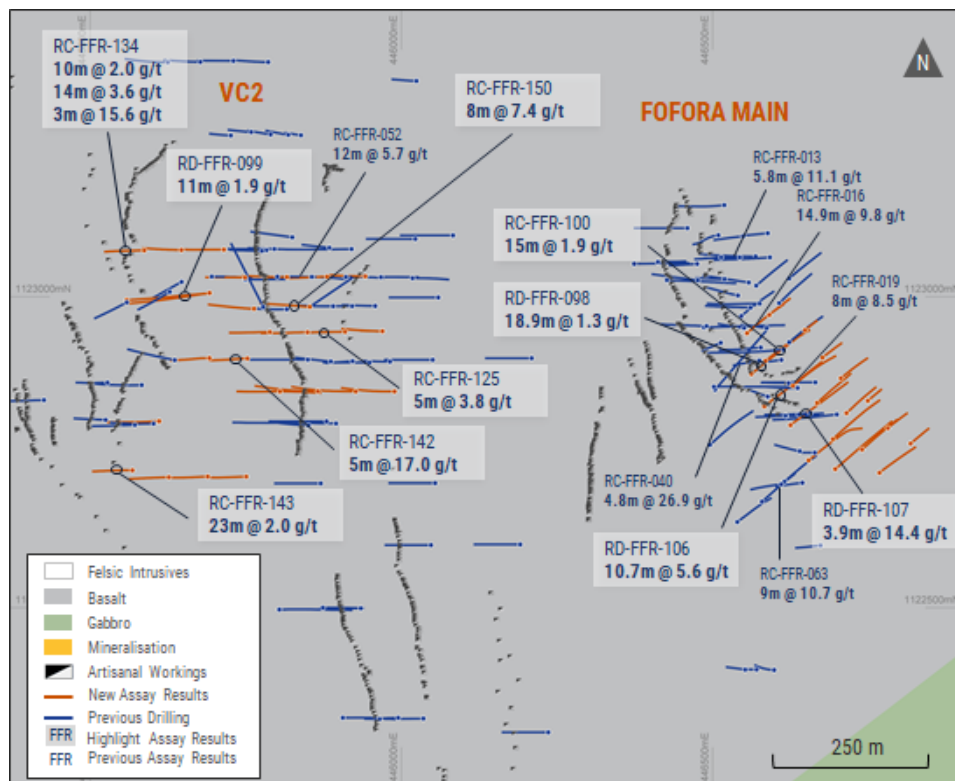 446000mE
446500mE
N
RC-FFR-134
10m @ 2.0 g/t
14m @ 3.6 g/t
3m @ 15.6 g/t
VC2
RC-FFR-150
8m @ 7.4 g/t
FOFORA MAIN
RC-FFR-052
12m @ 5.7 g/t
RD-FFR-099
11m @ 1.9 g/t
RC-FFR-013
5.8m @ 11.1 g/t
RC-FFR-016
14.9m @ 9.8 g/t
RC-FFR-100
15m @ 1.9 g/t
1123000mN
1123000mN
RC-FFR-019
8m @ 8.5 g/t
RD-FFR-098
18.9m @ 1.3 g/t
RC-FFR-125
5m @ 3.8 g/t
RC-FFR-142
5m @ 17.0 g/t
RC-FFR-040
4.8m @ 26.9 g/t
RC-FFR-143
23m @ 2.0 g/t
RD-FFR-107
3.9m @ 14.4 g/t
RD-FFR-106
10.7m @ 5.6 g/t
RC-FFR-063
9m @ 10.7 g/t
1122500mN
Felsic Intrusives
Basalt
Gabbro
Mineralisation
Artisanal Workings
New Assay Results
Previous Drilling
FFR Highlight Assay Results
FFR Previous Assay Results
446000mE
446500mE
250 m